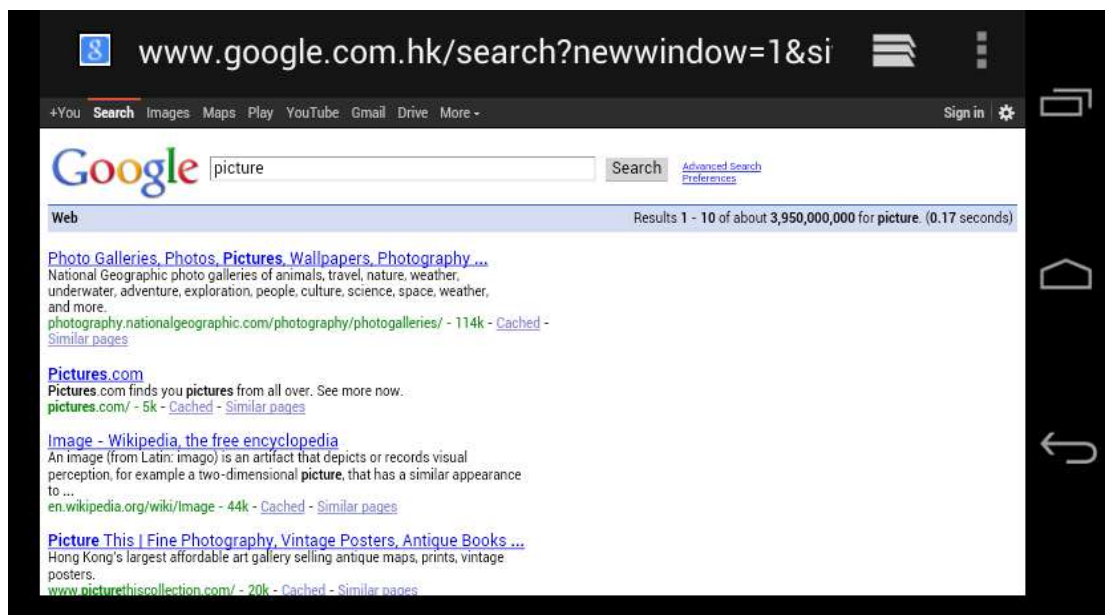 www.google.com.hk/search?newwindow=1&si
+You Search Images Maps Play YouTube Gmail Drive More
Sign in
Google picture Search Advanced Search
Preferences
Web Results 1 - 10 of about 3,950,000,000 for picture. (0.17 seconds)
Photo Galleries, Photos, Pictures, Wallpapers, Photography ...
National Geographic photo galleries of animals, travel, nature, weather,
underwater, adventure, exploration, people, culture, science, space, weather,
and more.
photography.nationalgeographic.com/photography/photogalleries/ - 114k - Cached -
Similar pages
Pictures.com
Pictures.com finds you pictures from all over. See more now.
pictures.com/ - 5k - Cached - Similar pages
Image - Wikipedia, the free encyclopedia
An image (from Latin: imago) is an artifact that depicts or records visual
perception, for example a two-dimensional picture, that has a similar appearance
to ...
en.wikipedia.org/wiki/Image - 44k - Cached - Similar pages
Picture This | Fine Photography, Vintage Posters, Antique Books ...
Hong Kong's largest affordable art gallery selling antique maps, prints, vintage
posters.
www.picturethiscollection.com/ - 20k - Cached - Similar pages